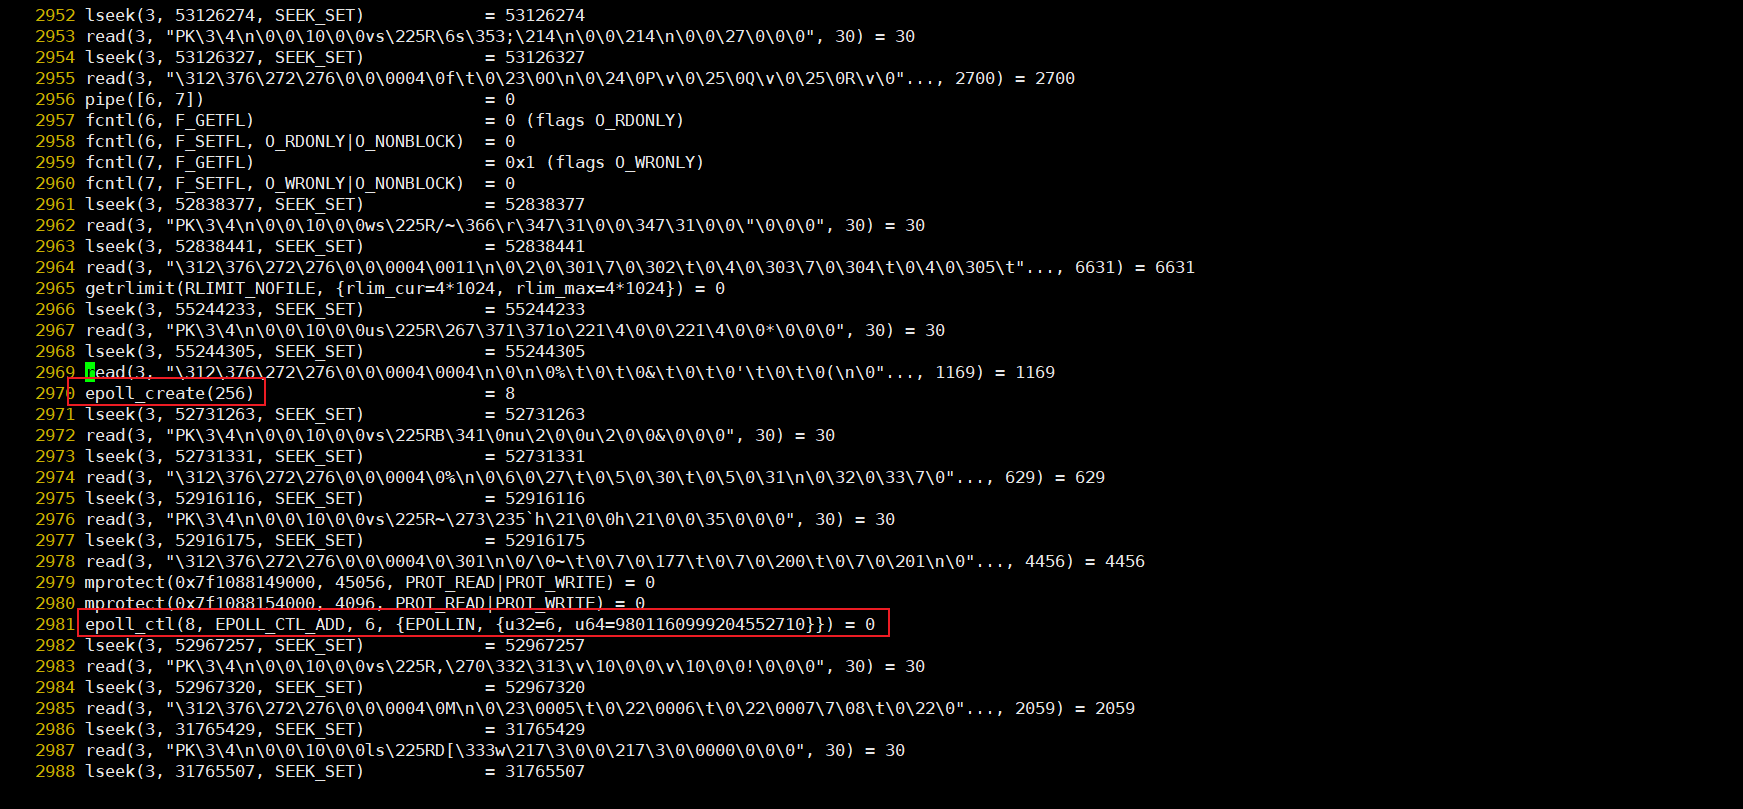 2952 lseek(3, 53126274, SEEK_SET)            = 53126274
2953 read(3, "PK\3\4\n\0\0\10\0\0vs\225R\6s\353;\214\n\0\0\214\n\0\0\27\0\0\0", 30) = 30
2954 lseek(3, 53126327, SEEK_SET)            = 53126327
2955 read(3, "\312\376\272\276\0\0\0004\0f\t\0\23\0O\n\0\24\0P\v\0\25\0Q\v\0\25\0R\v\0"..., 2700) = 2700
2956 pipe([6, 7])                            = 0
2957 fcntl(6, F_GETFL)                       = 0 (flags O_RDONLY)
2958 fcntl(6, F_SETFL, O_RDONLY|O_NONBLOCK)  = 0
2959 fcntl(7, F_GETFL)                       = 0x1 (flags O_WRONLY)
2960 fcntl(7, F_SETFL, O_WRONLY|O_NONBLOCK)  = 0
2961 lseek(3, 52838377, SEEK_SET)            = 52838377
2962 read(3, "PK\3\4\n\0\0\10\0\0ws\225R/~\366\r\347\31\0\0\347\31\0\0\"\0\0\0", 30) = 30
2963 lseek(3, 52838441, SEEK_SET)            = 52838441
2964 read(3, "\312\376\272\276\0\0\0004\0011\n\0\2\0\301\7\0\302\t\0\4\0\303\7\0\304\t\0\4\0\305\t"..., 6631) = 6631
2965 getrlimit(RLIMIT_NOFILE, {rlim_cur=4*1024, rlim_max=4*1024}) = 0
2966 lseek(3, 55244233, SEEK_SET)            = 55244233
2967 read(3, "PK\3\4\n\0\0\10\0\0us\225R\267\371\371o\221\4\0\0\221\4\0\0*\0\0\0", 30) = 30
2968 lseek(3, 55244305, SEEK_SET)            = 55244305
2969 read(3, "\312\376\272\276\0\0\0004\0004\n\0\n\0%\t\0\t\0&\t\0\t\0'\t\0\t\0(\n\0"..., 1169) = 1169
2970 epoll_create(256)                       = 8
2971 lseek(3, 52731263, SEEK_SET)            = 52731263
2972 read(3, "PK\3\4\n\0\0\10\0\0vs\225RB\341\0nu\2\0\0u\2\0\0&\0\0\0", 30) = 30
2973 lseek(3, 52731331, SEEK_SET)            = 52731331
2974 read(3, "\312\376\272\276\0\0\0004\0%\n\0\6\0\27\t\0\5\0\30\t\0\5\0\31\n\0\32\0\33\7\0"..., 629) = 629
2975 lseek(3, 52916116, SEEK_SET)            = 52916116
2976 read(3, "PK\3\4\n\0\0\10\0\0vs\225R~\273\235`h\21\0\0h\21\0\0\35\0\0\0", 30) = 30
2977 lseek(3, 52916175, SEEK_SET)            = 52916175
2978 read(3, "\312\376\272\276\0\0\0004\0\301\n\0/\0~\t\0\7\0\177\t\0\7\0\200\t\0\7\0\201\n\0"..., 4456) = 4456
2979 mprotect(0x7f1088149000, 45056, PROT_READ|PROT_WRITE) = 0
2980 mprotect(0x7f1088154000, 4096, PROT_READ|PROT_WRITE) = 0
2981 epoll_ctl(8, EPOLL_CTL_ADD, 6, {EPOLLIN, {u32=6, u64=9801160999204552710}}) = 0
2982 lseek(3, 52967257, SEEK_SET)            = 52967257
2983 read(3, "PK\3\4\n\0\0\10\0\0vs\225R,\270\332\313\v\10\0\0\v\10\0\0!\0\0\0", 30) = 30
2984 lseek(3, 52967320, SEEK_SET)            = 52967320
2985 read(3, "\312\376\272\276\0\0\0004\0M\n\0\23\0005\t\0\22\0006\t\0\22\0007\7\08\t\0\22\0"..., 2059) = 2059
2986 lseek(3, 31765429, SEEK_SET)            = 31765429
2987 read(3, "PK\3\4\n\0\0\10\0\0ls\225RD[\333w\217\3\0\0\217\3\0\0000\0\0\0", 30) = 30
2988 lseek(3, 31765507, SEEK_SET)            = 31765507